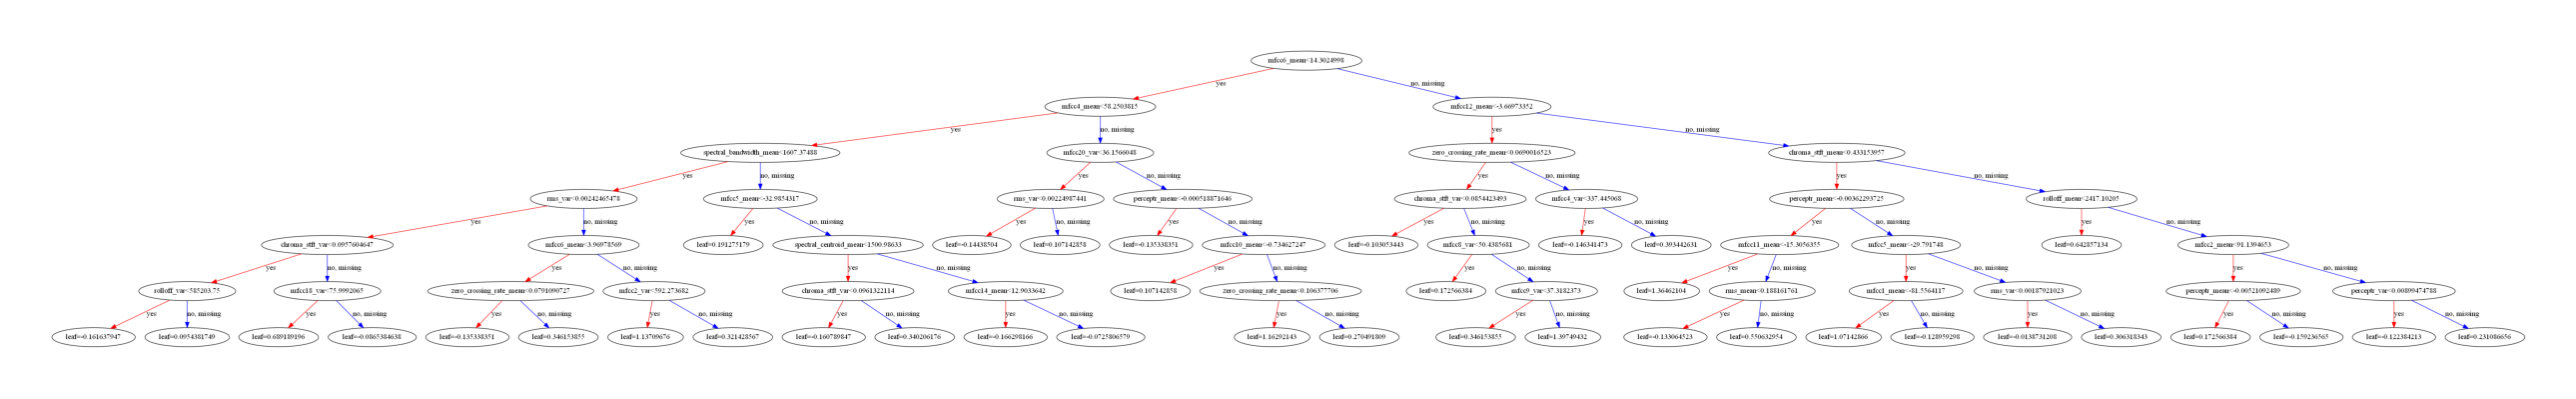 mfcc6_mean<14.3024998
yes
no, missing
mfcc4_mean<58.2503815
mfcc12_mean<-3.66973352
yes
no, missing
yes
no, missing
spectral_bandwidth_mean<1607.37488
mfcc20_var<36.1566048
zero_crossing_rate_mean<0.0690016523
chroma_stft_mean<0.433153957
yes
no, missing
yes
no, missing
yes
no, missing
yes
no, missing
rms_var<0.00242465478
mfcc5_mean<-32.9854317
rms_var<0.00224987441
perceptr_mean<-0.000518871646
chroma_stft_var<0.0854423493
mfcc4_var<337.445068
perceptr_mean<-0.00362293725
rolloff_mean<2417.10205
yes
no, missing
yes
no, missing
yes
no, missing
yes
no, missing
yes
no, missing
yes
no, missing
yes
no, missing
yes
no, missing
chroma_stft_var<0.0957604647
mfcc6_mean<3.96978569
leaf=0.191275179
spectral_centroid_mean<1500.98633
leaf=-0.14438504
leaf=0.107142858
leaf=-0.135338351
mfcc10_mean<-0.734627247
leaf=-0.103053443
mfcc8_var<50.4385681
leaf=-0.146341473
leaf=0.393442631
mfcc11_mean<-15.3056355
mfcc5_mean<-29.791748
leaf=0.642857134
mfcc2_mean<91.1394653
yes
no, missing
yes
no, missing
yes
no, missing
yes
no, missing
yes
no, missing
yes
no, missing
yes
no, missing
yes
no, missing
rolloff_var<585203.75
mfcc18_var<75.9992065
zero_crossing_rate_mean<0.0791090727
mfcc2_var<592.273682
chroma_stft_var<0.0961322114
mfcc14_mean<12.9033642
leaf=0.107142858
zero_crossing_rate_mean<0.106377706
leaf=0.172566384
mfcc9_var<37.3182373
leaf=1.36462104
rms_mean<0.188161761
mfcc1_mean<-81.5564117
rms_var<0.00187921023
perceptr_mean<-0.00521092489
perceptr_var<0.00899474788
yes
no, missing
yes
no, missing
yes
no, missing
yes
no, missing
yes
no, missing
yes
no, missing
yes
no, missing
yes
no, missing
yes
no, missing
yes
no, missing
yes
no, missing
yes
no, missing
yes
no, missing
leaf=-0.161637947
leaf=0.0954381749
leaf=0.689189196
leaf=-0.0865384638
leaf=-0.135338351
leaf=0.346153855
leaf=1.13709676
leaf=0.321428567
leaf=-0.160789847
leaf=0.340206176
leaf=-0.166298166
leaf=-0.0725806579
leaf=1.16292143
leaf=0.270491809
leaf=0.346153855
leaf=1.39749432
leaf=-0.133064523
leaf=0.550632954
leaf=1.07142866
leaf=-0.128959298
leaf=-0.0138731208
leaf=0.306318343
leaf=0.172566384
leaf=-0.159236565
leaf=-0.122384213
leaf=0.231086656